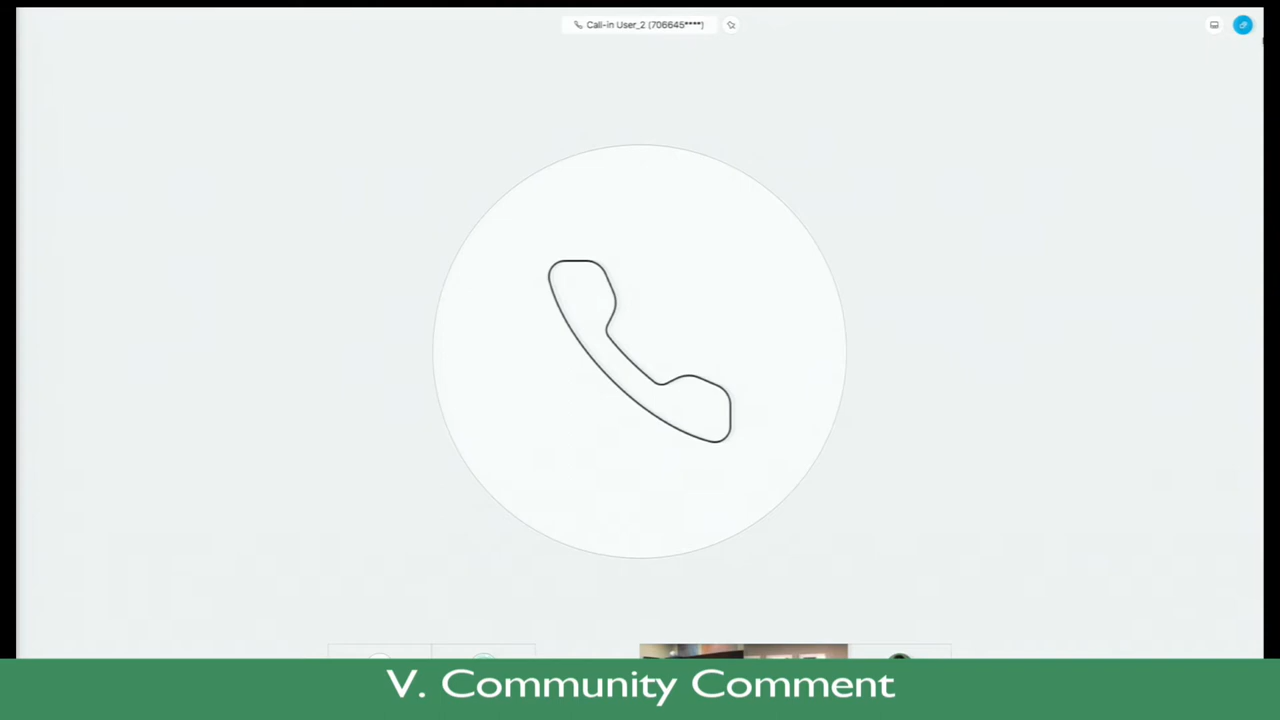 Call-in User_2 (706645****)
V. Community Comment